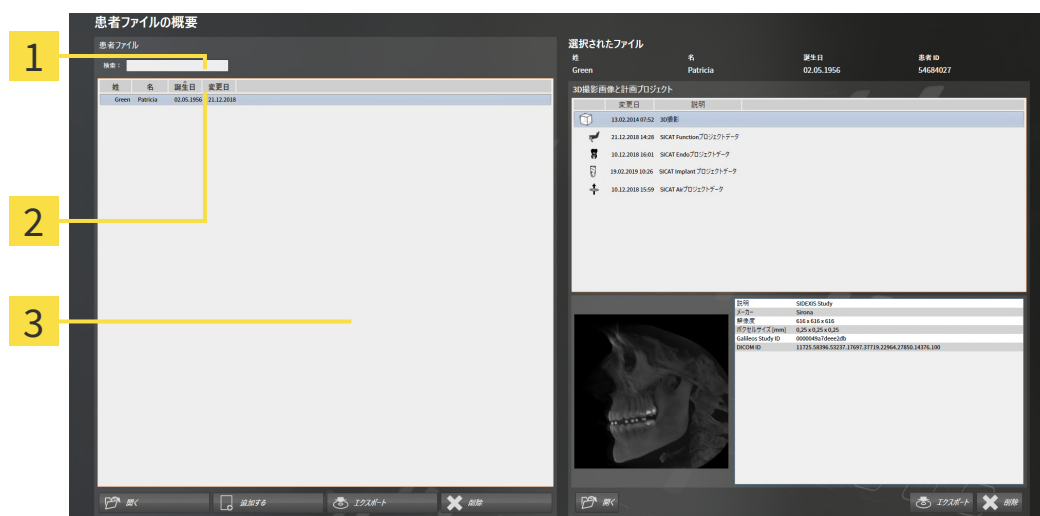 患者ファイルの概要
1
患者ファイル
検索：
姓 名 誕生日 変更日
Green Patricia 02.05.1956 21.12.2018
2
3
開く 追加する エクスポート 削除
選択されたファイル
姓 名 誕生日 患者 ID
Green Patricia 02.05.1956 54684027
3D撮影画像と計画プロジェクト
変更日 説明
13.02.2014 07:52 3D撮影
21.12.2018 14:28 SICAT Functionプロジェクトデータ
10.12.2018 16:01 SICAT Endoプロジェクトデータ
19.02.2019 10:26 SICAT Implantプロジェクトデータ
10.12.2018 15:59 SICAT Airプロジェクトデータ
説明 SIDEXIS Study
メーカー Sirona
解像度 616 x 616 x 616
ボクセルサイズ [mm] 0,25 x 0,25 x 0,25
Galileos Study ID 0000049a7deee2db
DICOM ID 11725.58396.53237.17697.37719.22964.27850.14376.100
開く エクスポート 削除